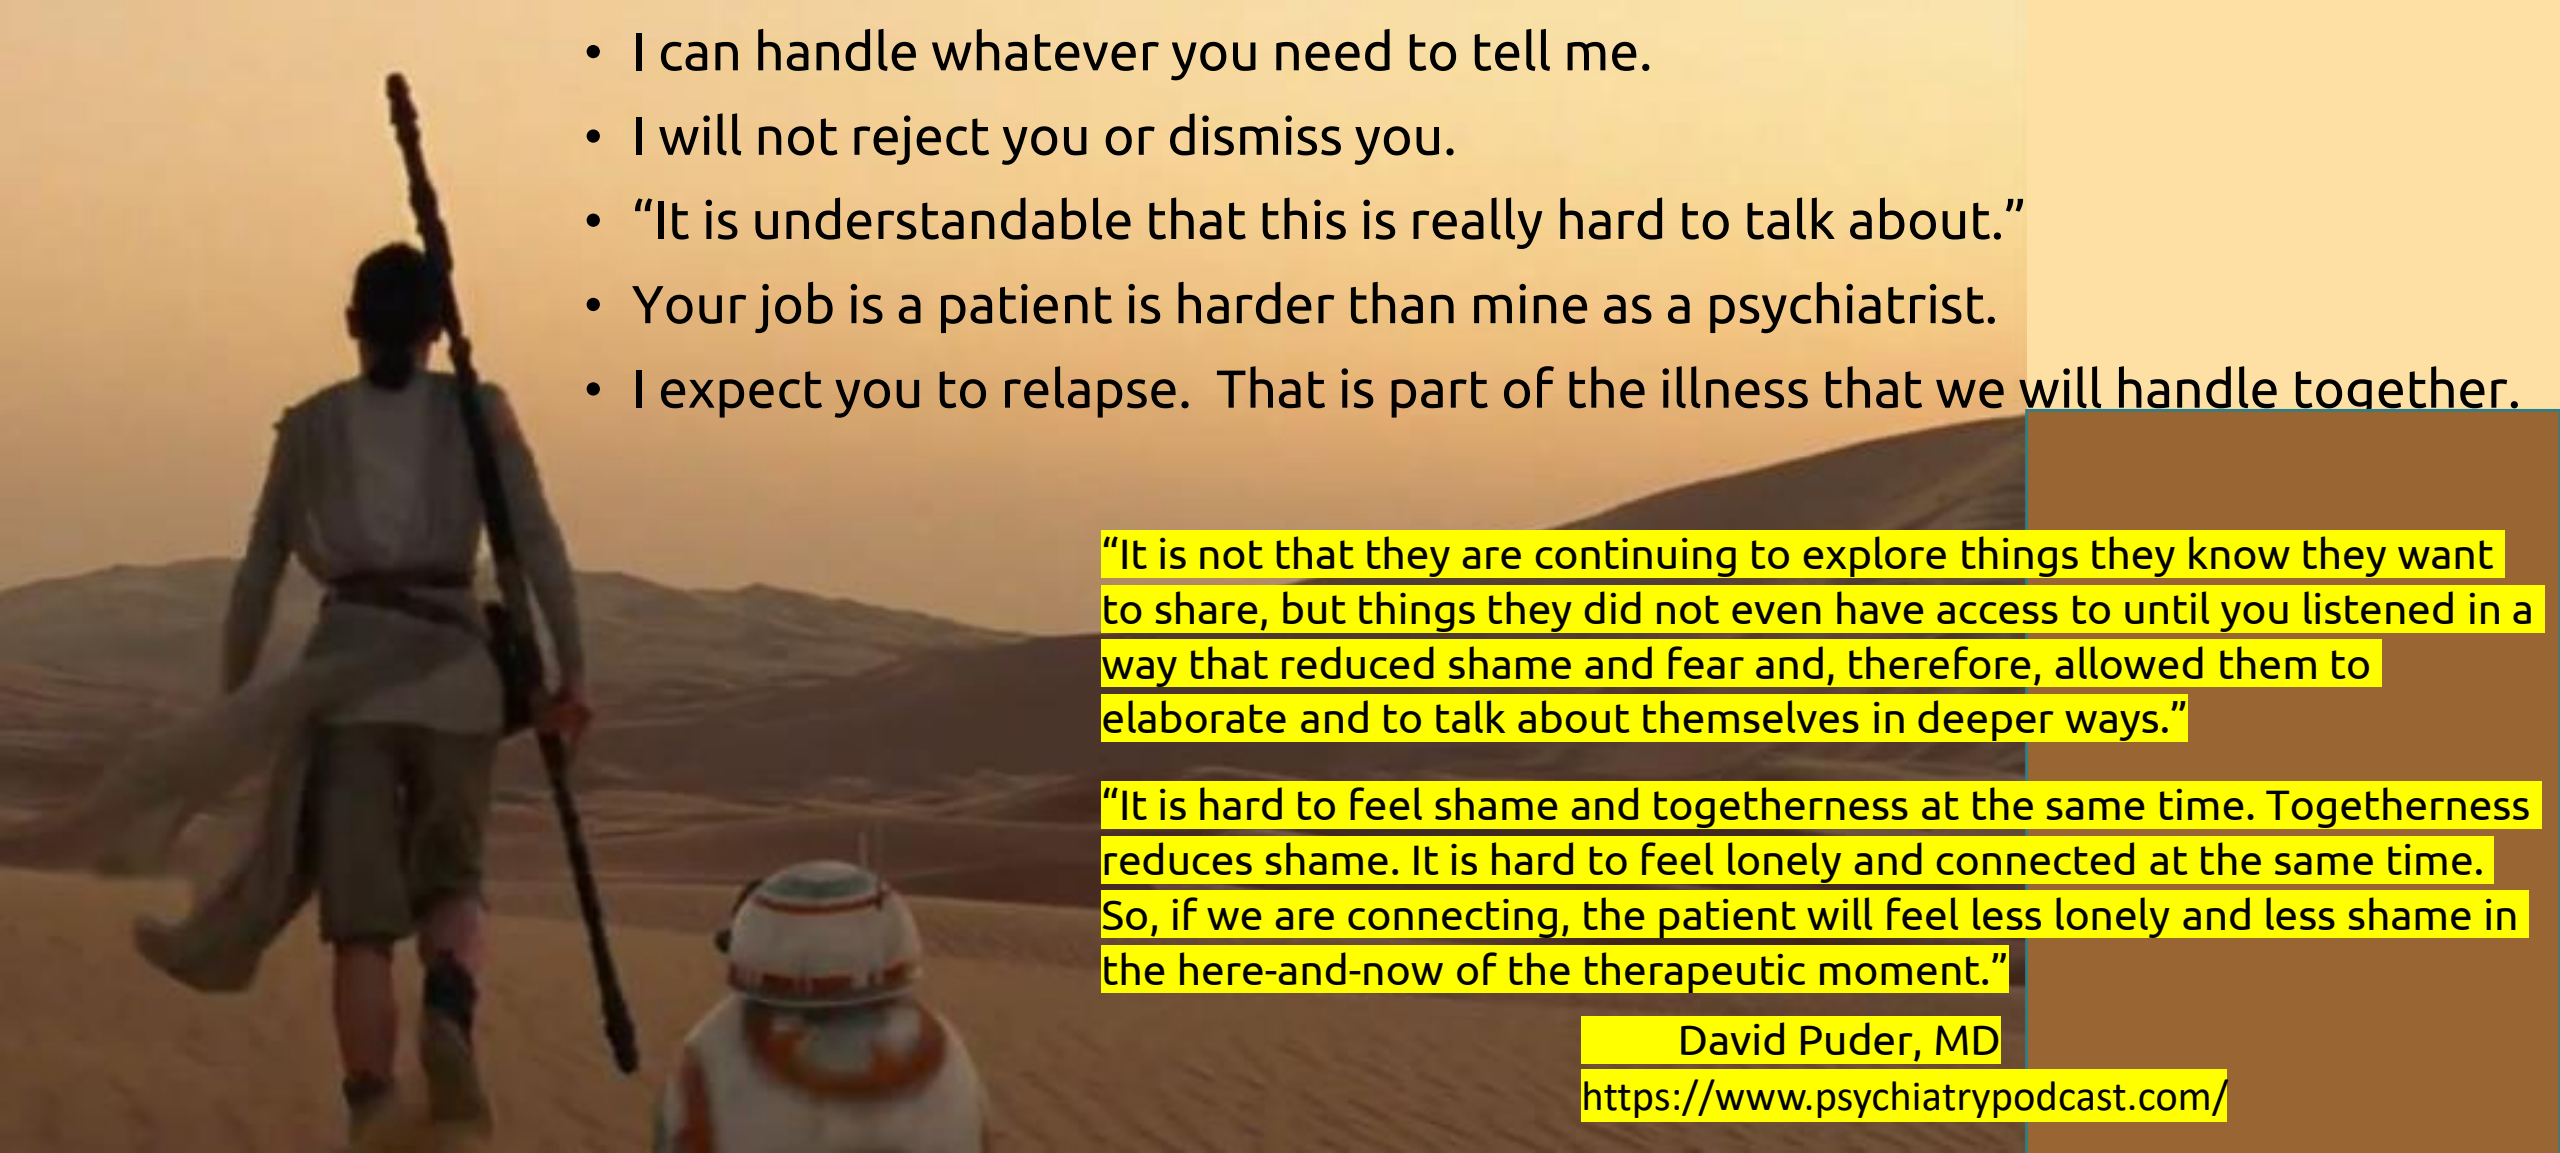 • I can handle whatever you need to tell me.
• I will not reject you or dismiss you.
• “It is understandable that this is really hard to talk about.”
• Your job is a patient is harder than mine as a psychiatrist.
• I expect you to relapse.  That is part of the illness that we will handle together.
“It is not that they are continuing to explore things they know they want
to share, but things they did not even have access to until you listened in a
way that reduced shame and fear and, therefore, allowed them to
elaborate and to talk about themselves in deeper ways.”
“It is hard to feel shame and togetherness at the same time. Togetherness
reduces shame. It is hard to feel lonely and connected at the same time.
So, if we are connecting, the patient will feel less lonely and less shame in
the here-and-now of the therapeutic moment.”
David Puder, MD
https://www.psychiatrypodcast.com/